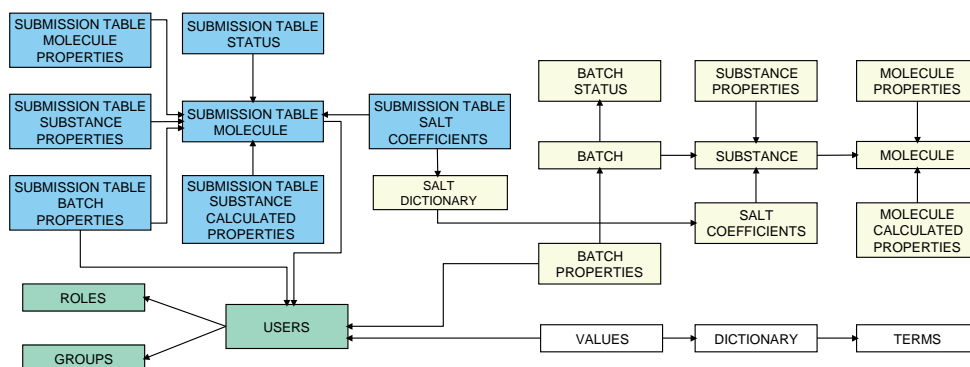 SUBMISSION TABLE
MOLECULE
PROPERTIES
SUBMISSION TABLE
STATUS
SUBMISSION TABLE
SUBSTANCE
PROPERTIES
SUBMISSION TABLE
MOLECULE
SUBMISSION TABLE
SALT
COEFFICIENTS
SUBMISSION TABLE
BATCH
PROPERTIES
SUBMISSION TABLE
SUBSTANCE
CALCULATED
PROPERTIES
SALT
DICTIONARY
BATCH
STATUS
SUBSTANCE
PROPERTIES
MOLECULE
PROPERTIES
BATCH
SUBSTANCE
MOLECULE
SALT
COEFFICIENTS
MOLECULE
CALCULATED
PROPERTIES
BATCH
PROPERTIES
ROLES
USERS
GROUPS
VALUES
DICTIONARY
TERMS